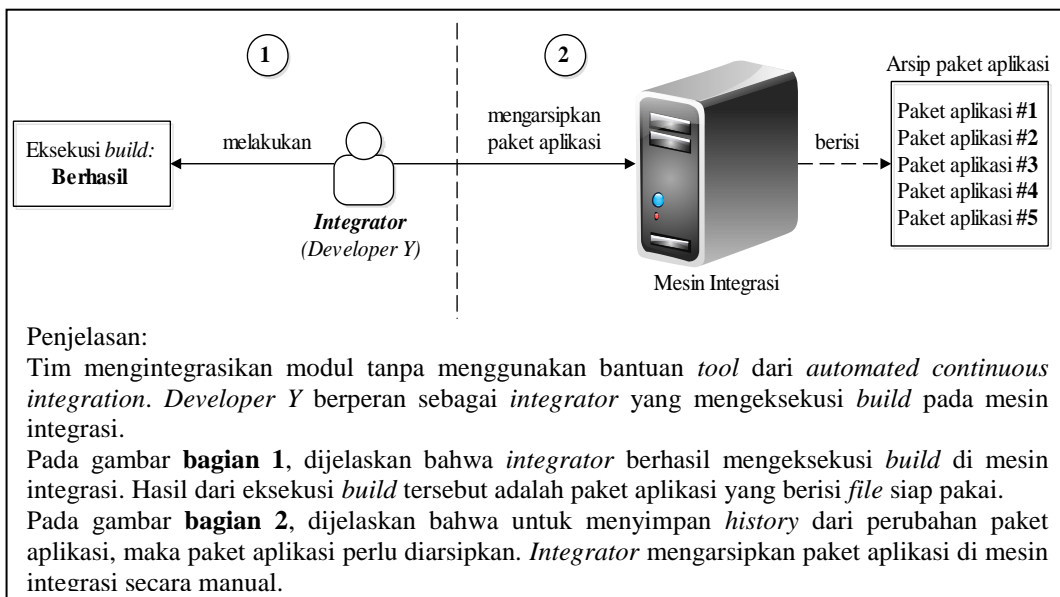 1
2
Arsip paket aplikasi
Eksekusi build:
Berhasil
melakukan
mengarsipkan
paket aplikasi
berisi
Paket aplikasi #1
Paket aplikasi #2
Paket aplikasi #3
Paket aplikasi #4
Paket aplikasi #5
Integrator
(Developer Y)
Mesin Integrasi
Penjelasan:
Tim mengintegrasikan modul tanpa menggunakan bantuan tool dari automated continuous
integration. Developer Y berperan sebagai integrator yang mengeksekusi build pada mesin
integrasi.
Pada gambar bagian 1, dijelaskan bahwa integrator berhasil mengeksekusi build di mesin
integrasi. Hasil dari eksekusi build tersebut adalah paket aplikasi yang berisi file siap pakai.
Pada gambar bagian 2, dijelaskan bahwa untuk menyimpan history dari perubahan paket
aplikasi, maka paket aplikasi perlu diarsipkan. Integrator mengarsipkan paket aplikasi di mesin
integrasi secara manual.